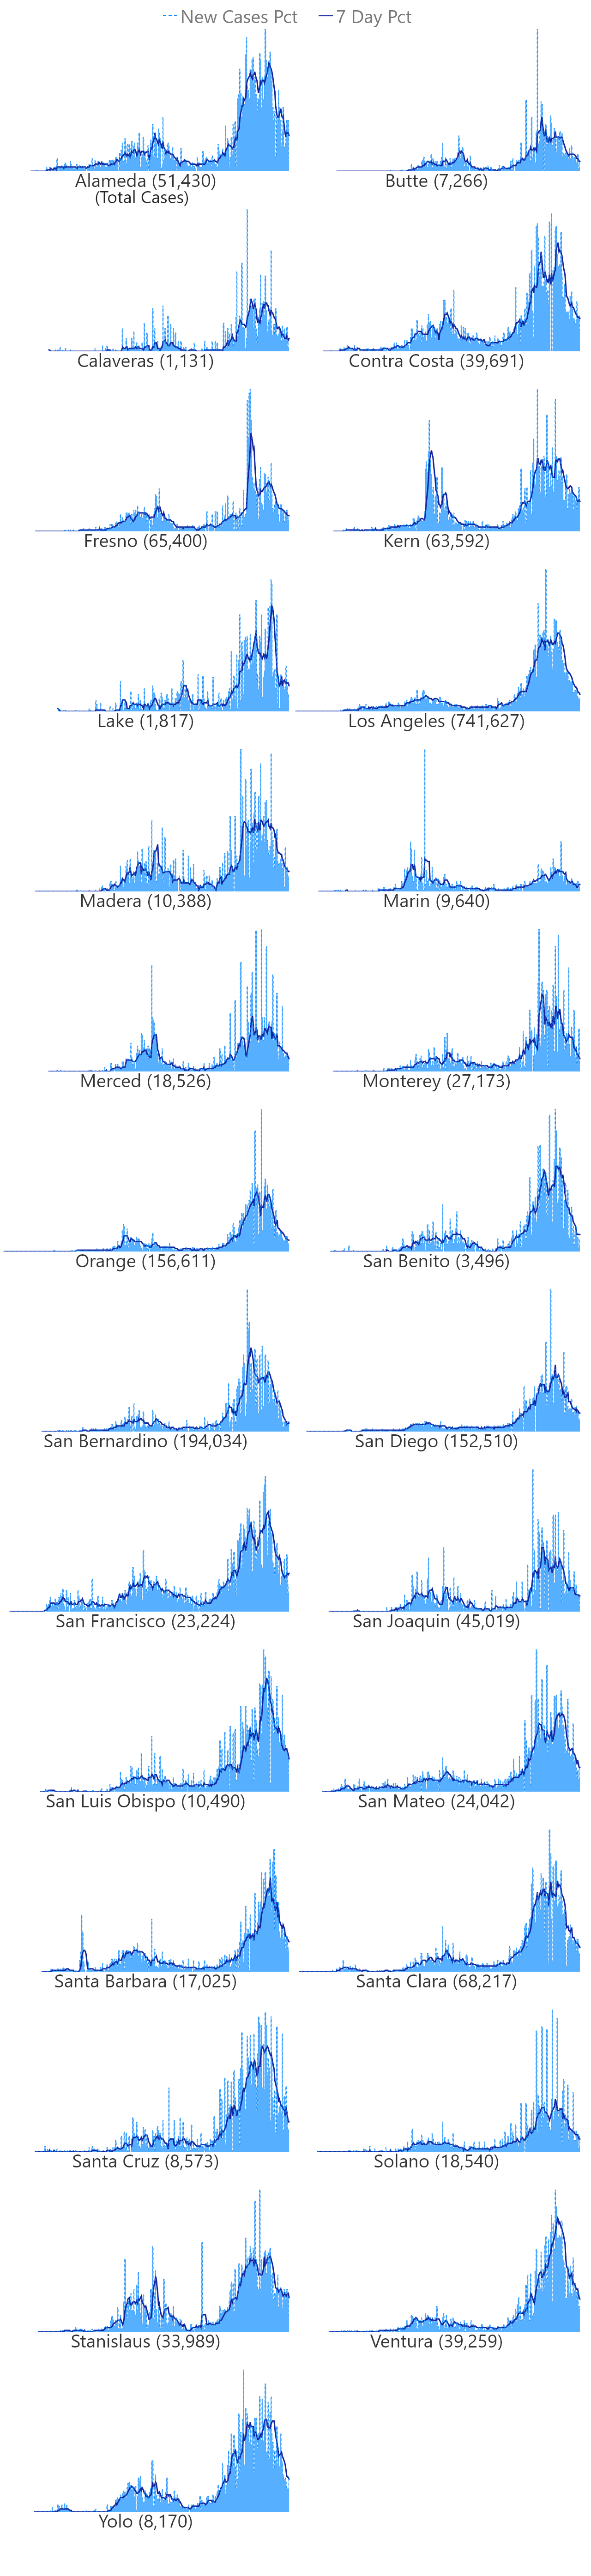 New Cases Pct 7 Day Pct
Alameda (51,430) Butte (7,266)
(Total Cases)
Calaveras (1,131) Contra Costa (39,691)
Fresno (65,400) Kern (63,592)
Lake (1,817) Los Angeles (741,627)
Madera (10,388) Marin (9,640)
Merced (18,526) Monterey (27,173)
Orange (156,611) San Benito (3,496)
San Bernardino (194,034) San Diego (152,510)
San Francisco (23,224) San Joaquin (45,019)
San Luis Obispo (10,490) San Mateo (24,042)
Santa Barbara (17,025) Santa Clara (68,217)
Santa Cruz (8,573) Solano (18,540)
Stanislaus (33,989) Ventura (39,259)
Yolo (8,170)